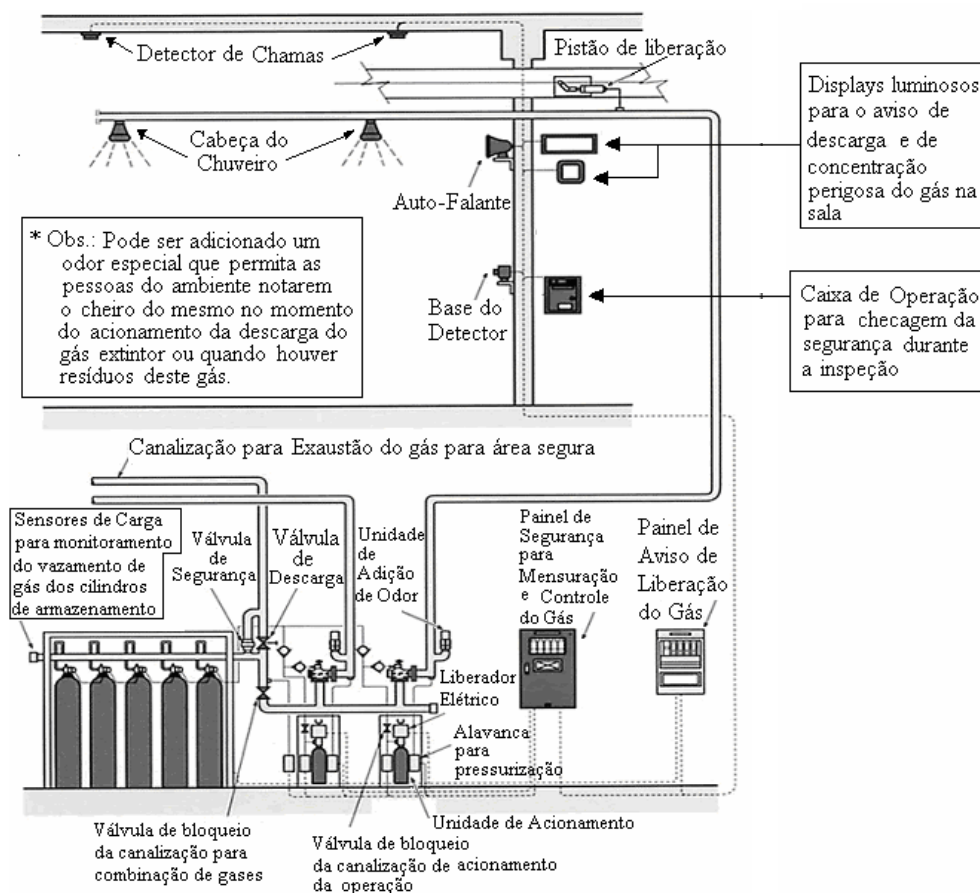 Detector de Chamas
Pistão de liberação
Displays luminosos
para o aviso de
descarga e de
concentração
perigosa do gás na
sala
Cabeça do
Chuveiro
Auto-Falante
* Obs.: Pode ser adicionado um
odor especial que permita as
pessoas do ambiente notarem
o cheiro do mesmo no momento
do acionamento da descarga do
gás extintor ou quando houver
resíduos deste gás.
Base do
Detector
Caixa de Operação
para checagem da
segurança durante
a inspeção
Canalização para Exaustão do gás para área segura
Sensores de Carga
para monitoramento
do vazamento de
gás dos cilindros
de armazenamento
Válvula
de
Segurança
Válvula
de
Descarga
Unidade
de
Adição
de Odor
Painel de
Segurança
para
Mensuração
e Controle
do Gás
Painel de
Aviso de
Liberação
do Gás
Liberador
Elétrico
Alavanca
para
pressurização
Unidade de Acionamento
Válvula de bloqueio
da canalização para
combinação de gases
Válvula de bloqueio
da canalização de acionamento
da operação